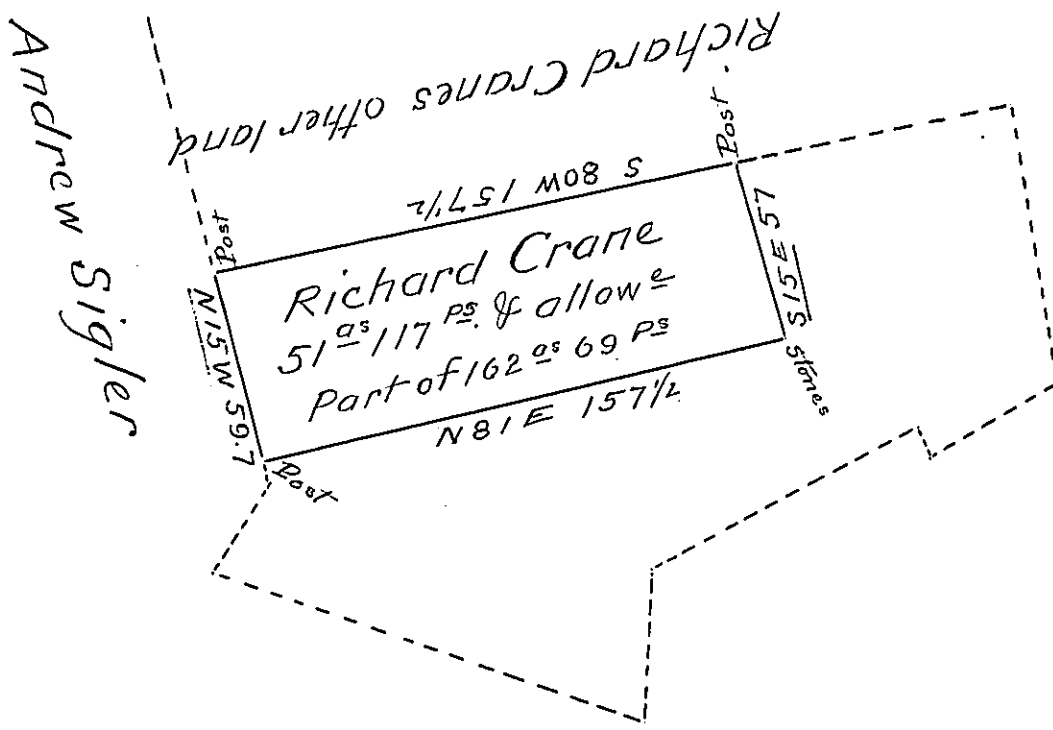 Andrew Sigler
Richard Cranes other land
Post
S 80W 157½
Post
Richard Crane
51 as 117 Ps. & allow e
Part of 162 as 69 Ps
N15W 59.7
S15E 57
N81E 157½
Stones
Post